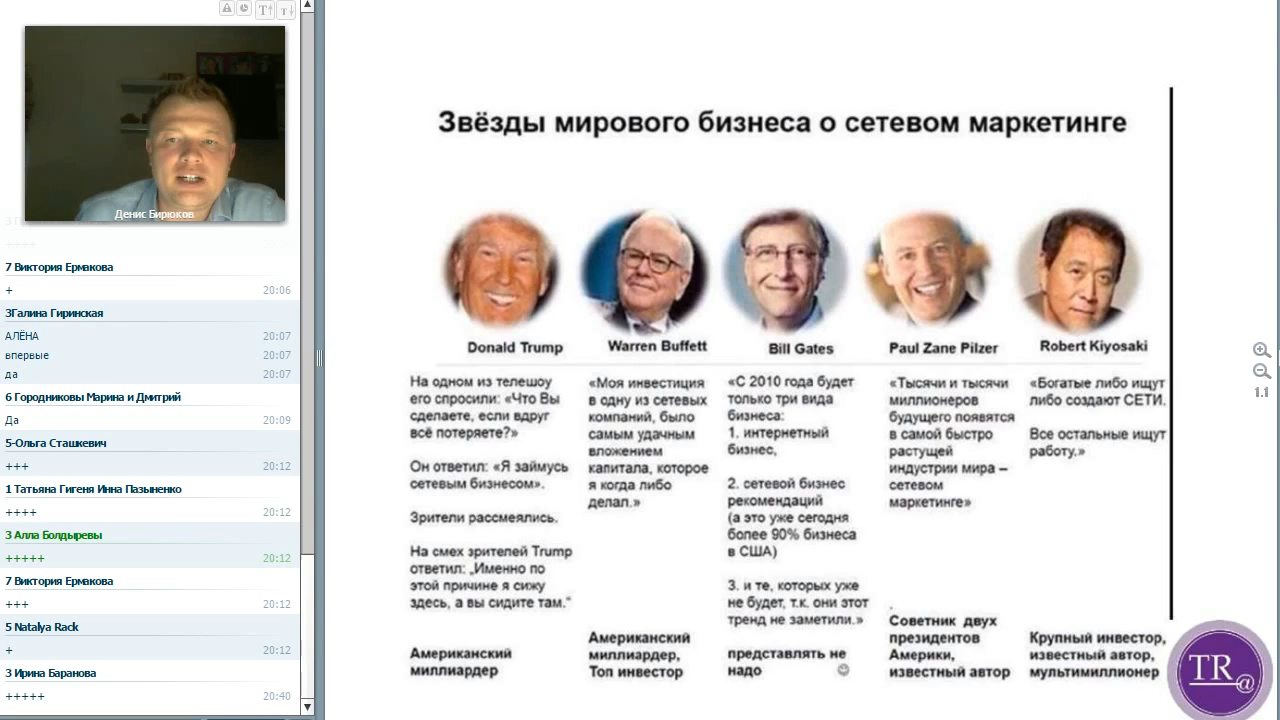 Денис Бирюков
++++
7 Виктория Ермакова
+ 20:06
3Галина Гиринская
АЛЁНА 20:07
впервые 20:07
да 20:07
6 Городниковы Марина и Дмитрий
Да 20:09
5-Ольга Сташкевич
+++ 20:12
1 Татьяна Гигеня Инна Пазыненко
++++ 20:12
3 Алла Болдыревы
+++++ 20:12
7 Виктория Ермакова
+++ 20:12
5 Natalya Rack
+ 20:12
3 Ирина Баранова
+++++ 20:40
Звёзды мирового бизнеса о сетевом маркетинге
Donald Trump
На одном из телешоу
его спросили: «Что Вы
сделаете, если вдруг
всё потеряете?»
Он ответил: «Я займусь
сетевым бизнесом».
Зрители рассмеялись.
На смех зрителей Trump
ответил: „Именно по
этой причине я сижу
здесь, а вы сидите там.“
Американский
миллиардер
Warren Buffett
«Моя инвестиция
в одну из сетевых
компаний, было
самым удачным
вложением
капитала, которое
я когда либо
делал.»
Американский
миллиардер,
Топ инвестор
Bill Gates
«С 2010 года будет
только три вида
бизнеса:
1. интернетный
бизнес,
2. сетевой бизнес
рекомендаций
(а это уже сегодня
более 90% бизнеса
в США)
3. и те, которых уже
не будет, т.к. они этот
тренд не заметили.»
представлять не
надо ☺
Paul Zane Pilzer
«Тысячи и тысячи
миллионеров
будущего появятся
в самой быстро
растущей
индустрии мира –
сетевом
маркетинге»
.
Советник двух
президентов
Америки,
известный автор
Robert Kiyosaki
«Богатые либо ищут
либо создают СЕТИ.
Все остальные ищут
работу.»
Крупный инвестор,
известный автор,
мультимиллионер
TR@
1.1